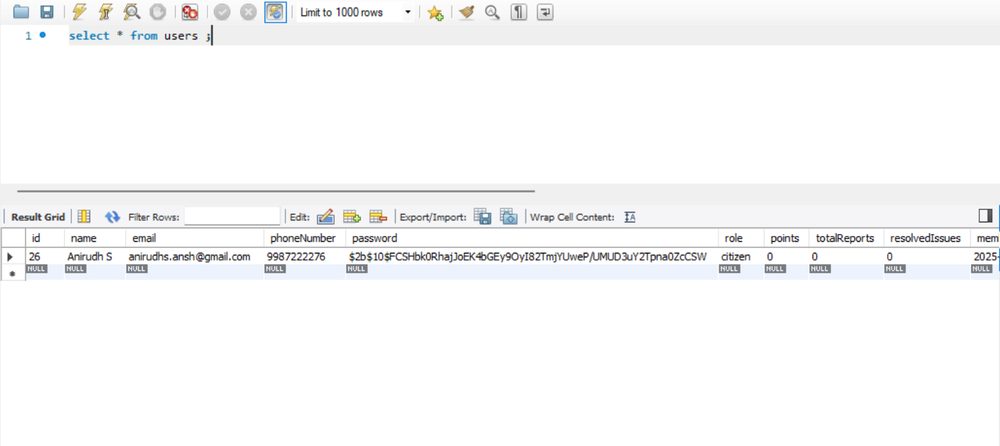 Limit to 1000 rows
1 select * from users ;
Result Grid Filter Rows: Edit: Export/Import: Wrap Cell Content: IA
id name email phoneNumber password role points totalReports resolvedIssues mem
26 Anirudh S anirudhs.ansh@gmail.com 9987222276 $2b$10$FCSHbk0RhajJoEK4bGEy9OyI82TmjYUweP/UMUD3uY2Tpna0ZcCSW citizen 0 0 0 2025-
NULL NULL NULL NULL NULL NULL NULL NULL NULL NULL